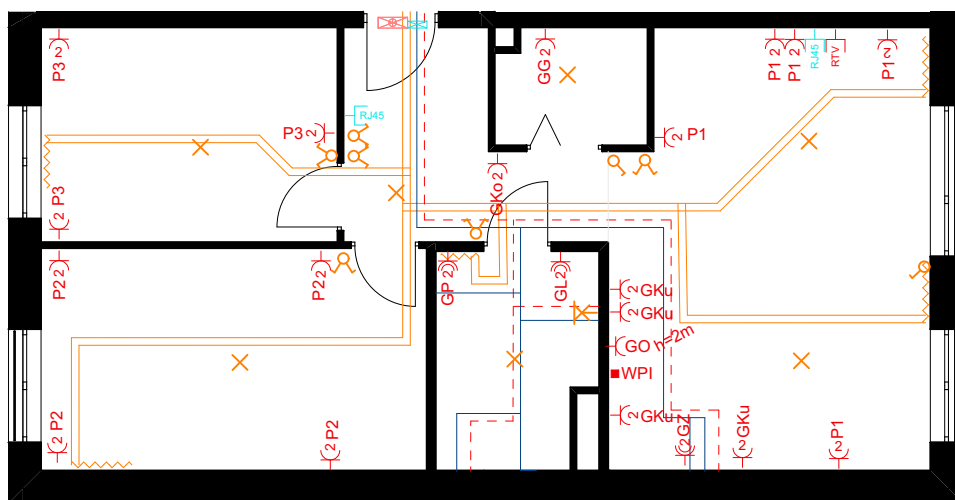 2 P3
2 GG
P1 2
P1 2
RJ45
RTV
P1 2
RJ45
P3 2
2 P1
GKo 2
2 P3
P2 2
P2 2
GP 2
GL 2
2 GKu
2 GKu
GO h=2m
WPI
2 GKu
2 P2
2 P2
2 GZ
2 GKu
2 P1